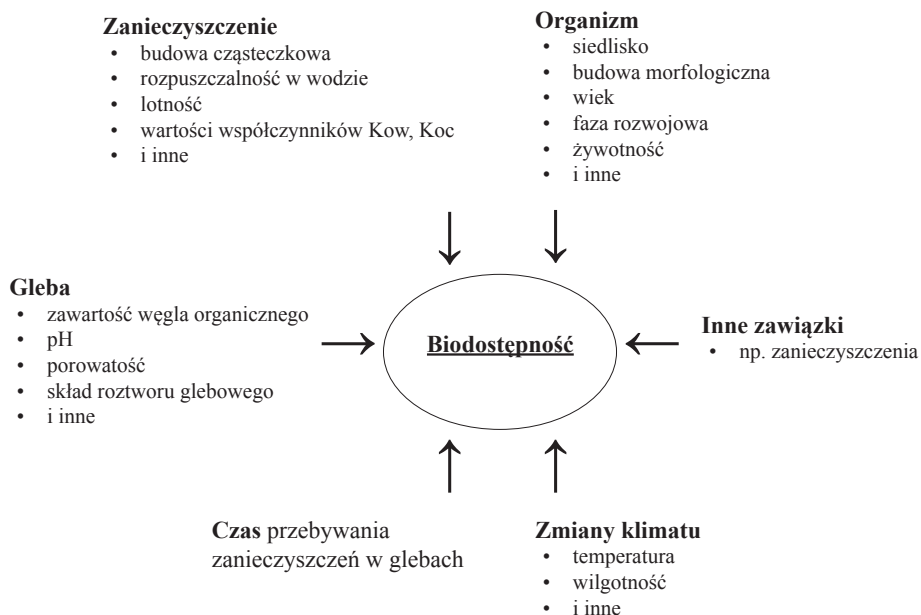 Zanieczyszczenie
• budowa cząsteczkowa
• rozpuszczalność w wodzie
• lotność
• wartości współczynników Kow, Koc
• i inne
Organizm
• siedlisko
• budowa morfologiczna
• wiek
• faza rozwojowa
• żywotność
• i inne
Gleba
• zawartość węgla organicznego
• pH
• porowatość
• skład roztworu glebowego
• i inne
Biodostępność
Inne zawiązki
• np. zanieczyszczenia
Czas przebywania
zanieczyszczeń w glebach
Zmiany klimatu
• temperatura
• wilgotność
• i inne